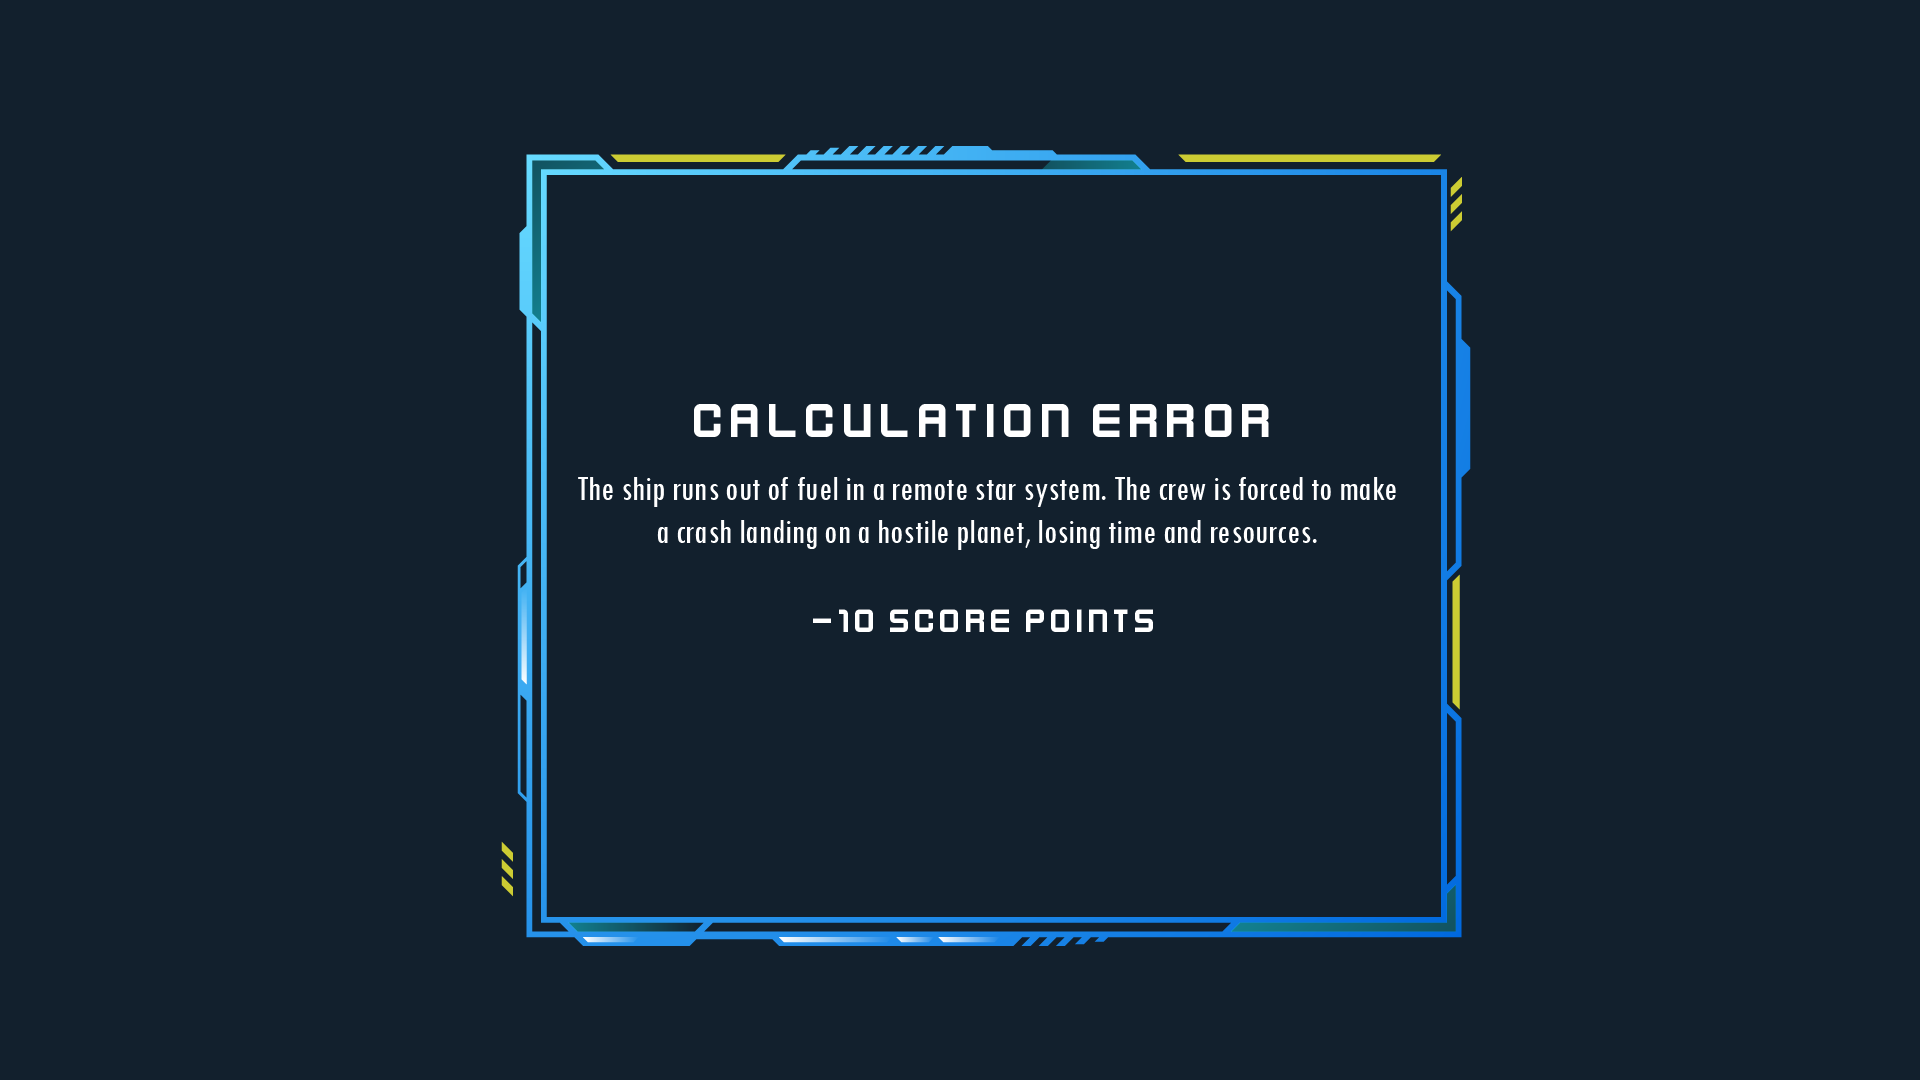 CALCULATION ERROR
The ship runs out of fuel in a remote star system. The crew is forced to make
a crash landing on a hostile planet, losing time and resources.
-10 SCORE POINTS